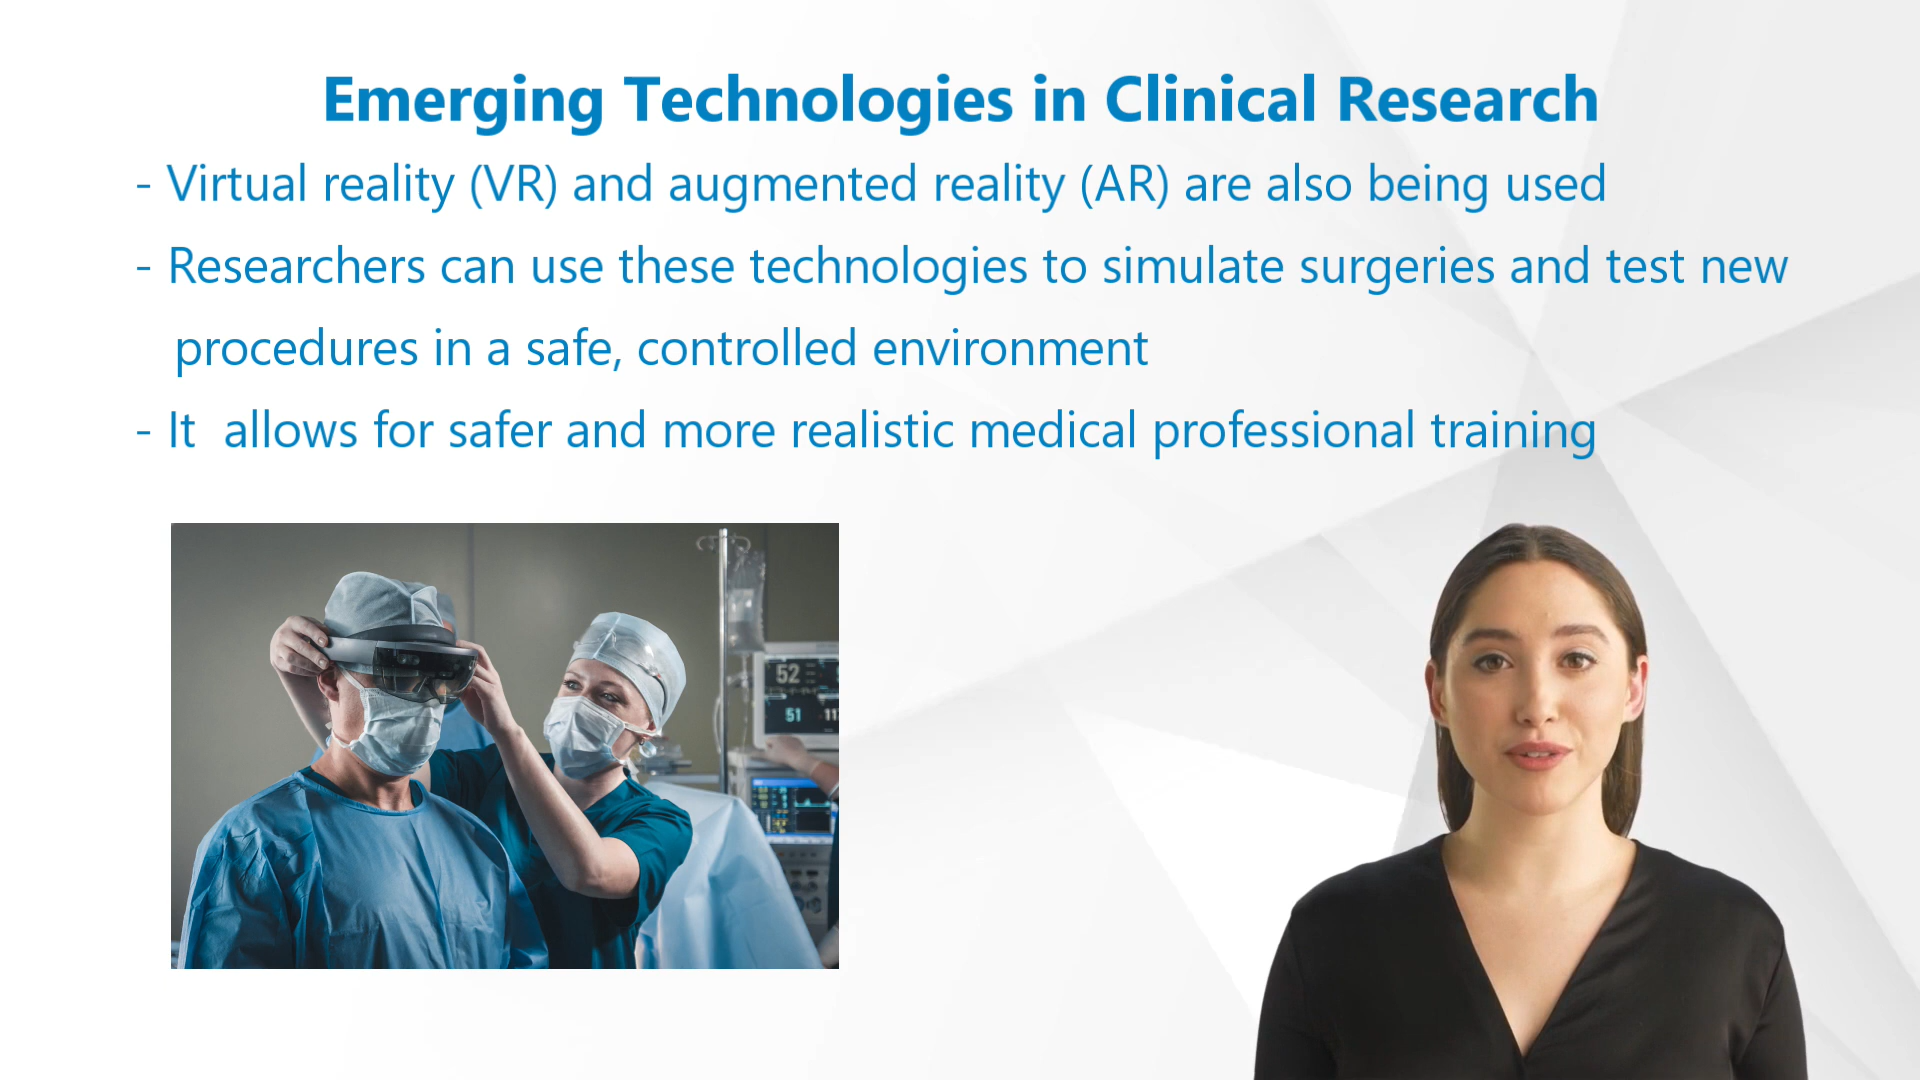 Emerging Technologies in Clinical Research
- Virtual reality (VR) and augmented reality (AR) are also being used
- Researchers can use these technologies to simulate surgeries and test new
procedures in a safe, controlled environment
- It  allows for safer and more realistic medical professional training
52
51